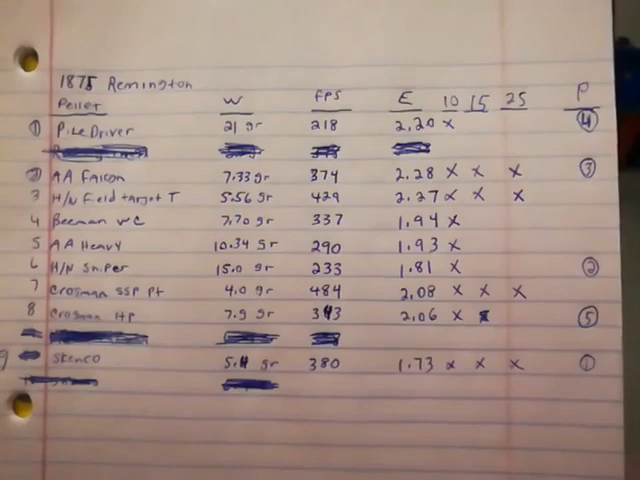 1875 Remington
Pellet W FPS E 10 15 25 P
① PileDriver 21 gr 218 2.20 x ④
② AA Falcon 7.33 gr 374 2.28 x x x ③
3 H/N Field target T 5.56 gr 429 2.27 x x x
4 Beeman WC 7.70 gr 337 1.94 x
5 AA Heavy 10.34 gr 290 1.93 x
6 H/N Sniper 15.0 gr 233 1.81 x ②
7 Crosman SSP Pt 4.0 gr 484 2.08 x x x
8 Crosman HP 7.9 gr 343 2.06 x x ⑤
9 Skenco 5.4 gr 380 1.73 x x x ①